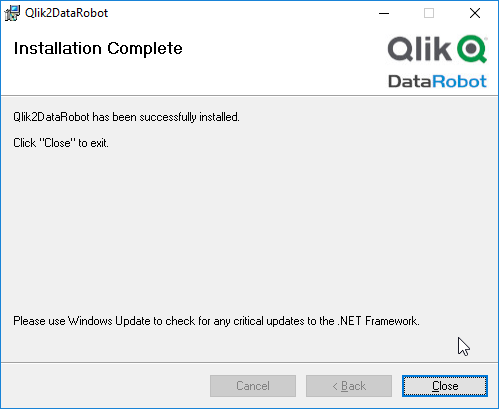 Qlik2DataRobot
Installation Complete
Qlik
DataRobot
Qlik2DataRobot has been successfully installed.
Click "Close" to exit.
Please use Windows Update to check for any critical updates to the .NET Framework.
Cancel
< Back
Close